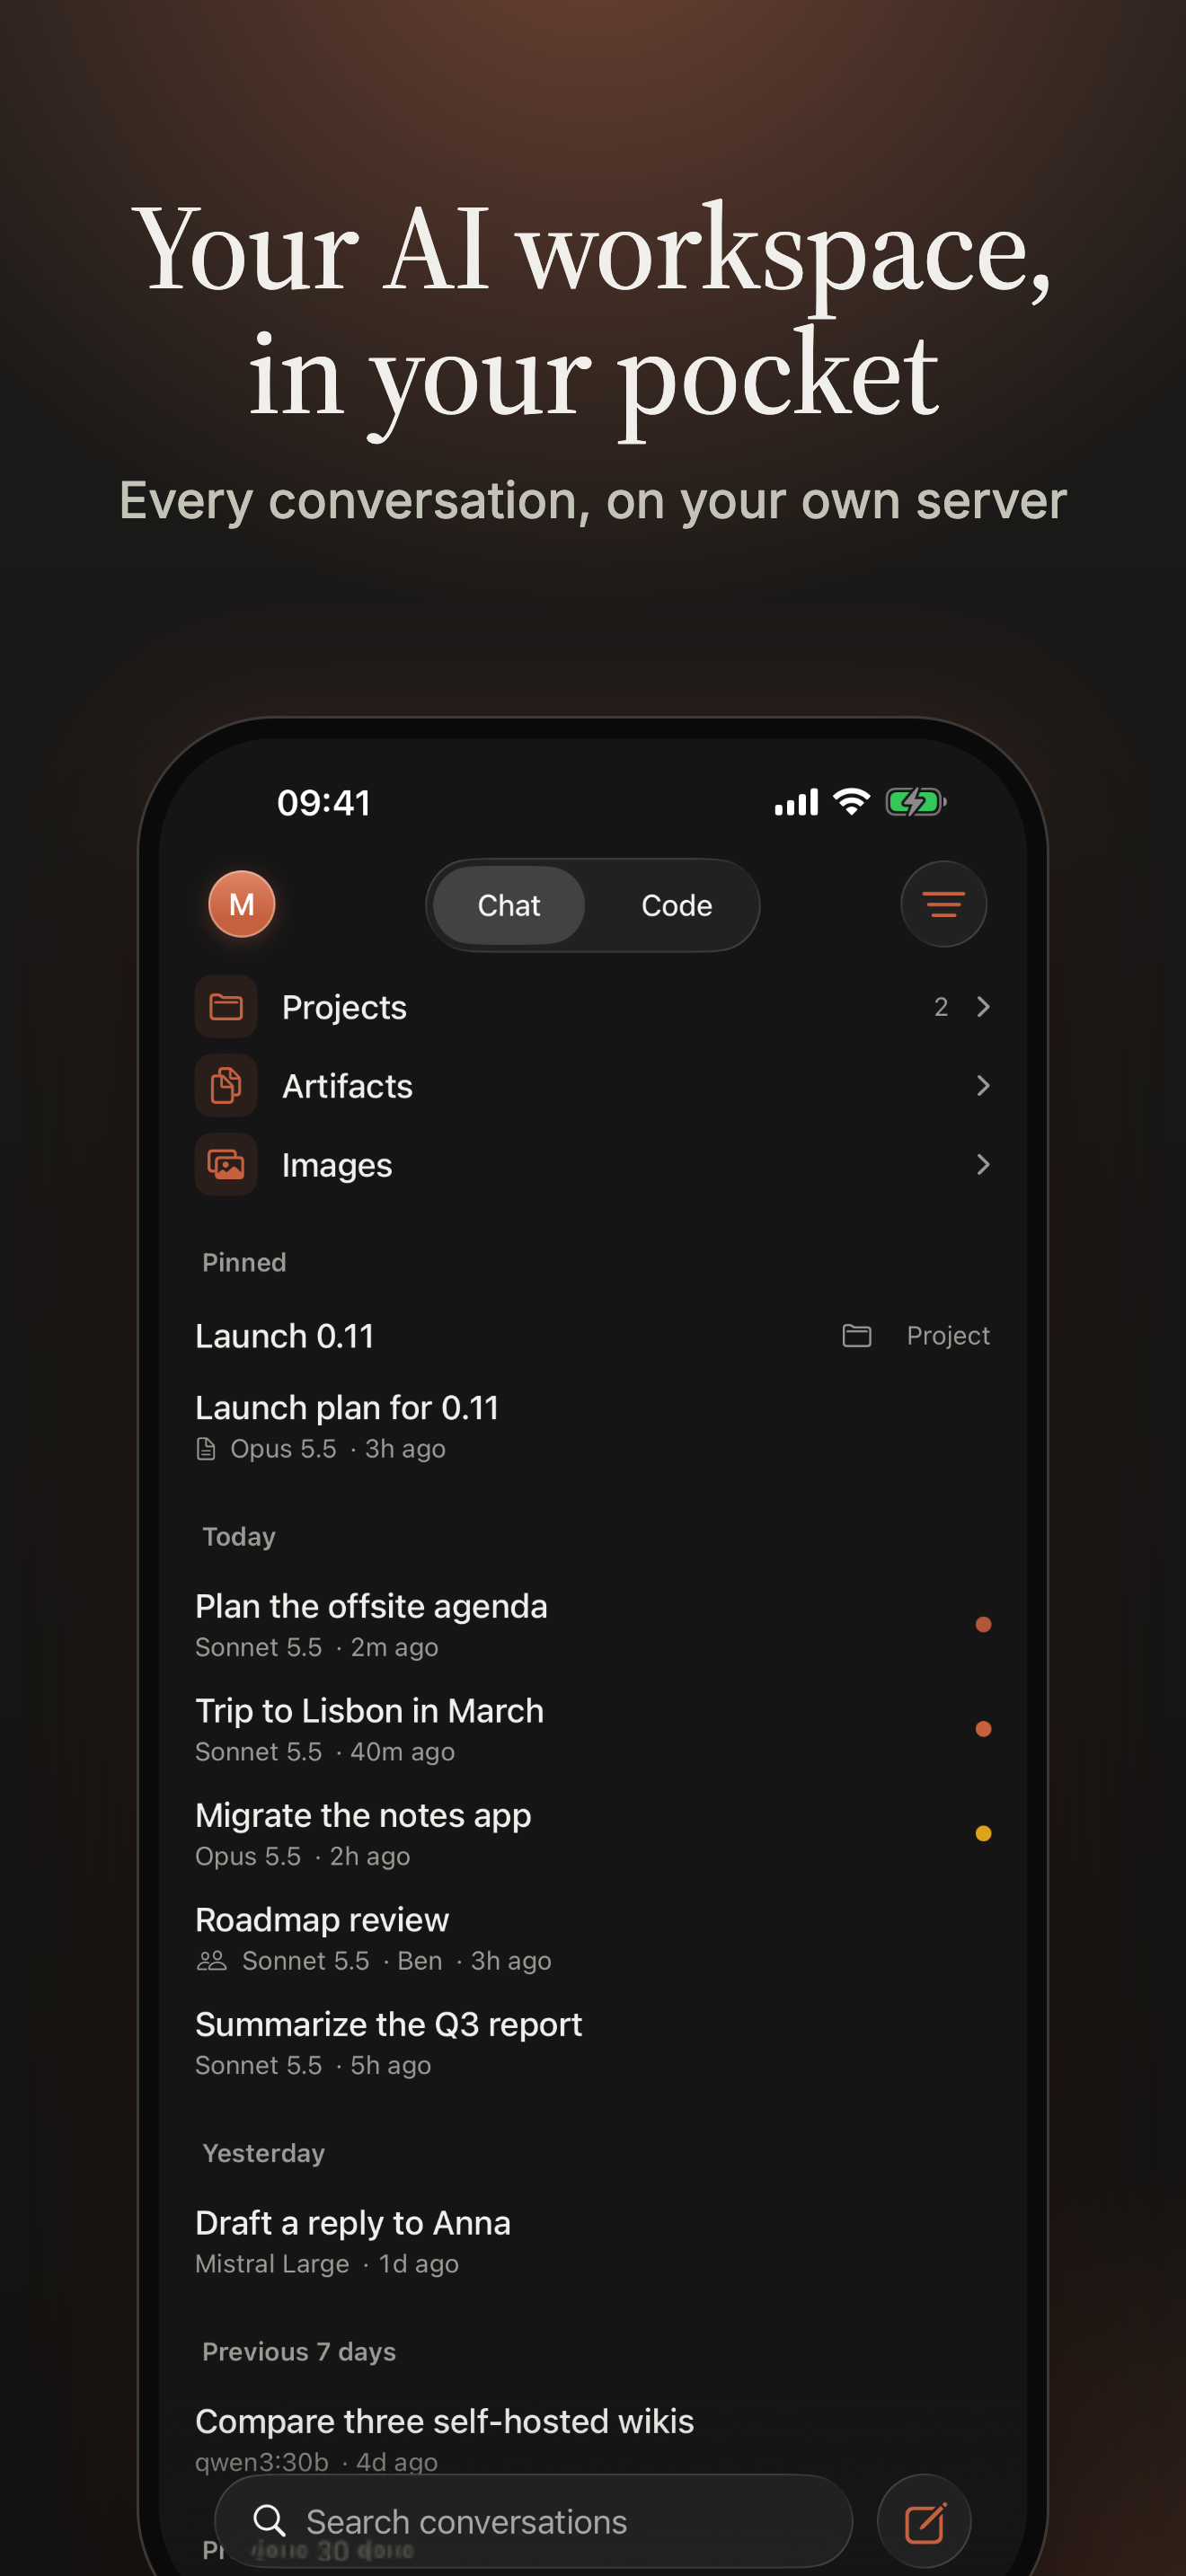 Your AI workspace,
in your pocket
Every conversation, on your own server
09:41
M
Chat
Code
Projects
2
Artifacts
Images
Pinned
Launch 0.11
Project
Launch plan for 0.11
Opus 5.5 · 3h ago
Today
Plan the offsite agenda
Sonnet 5.5 · 2m ago
Trip to Lisbon in March
Sonnet 5.5 · 40m ago
Migrate the notes app
Opus 5.5 · 2h ago
Roadmap review
Sonnet 5.5 · Ben · 3h ago
Summarize the Q3 report
Sonnet 5.5 · 5h ago
Yesterday
Draft a reply to Anna
Mistral Large · 1d ago
Previous 7 days
Compare three self-hosted wikis
qwen3:30b · 4d ago
Search conversations